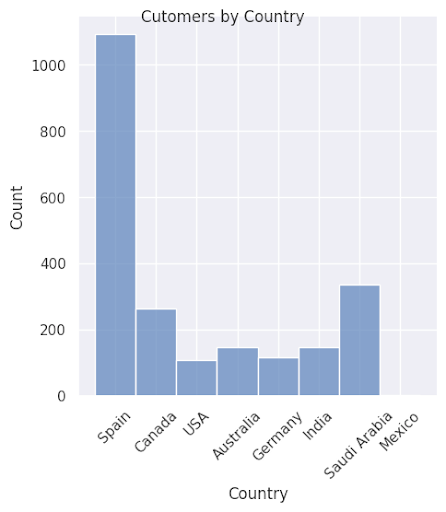 Cutomers by Country
Count
1000
800
600
400
200
0
Spain
Canada
USA
Australia
Germany
India
Saudi Arabia
Mexico
Country